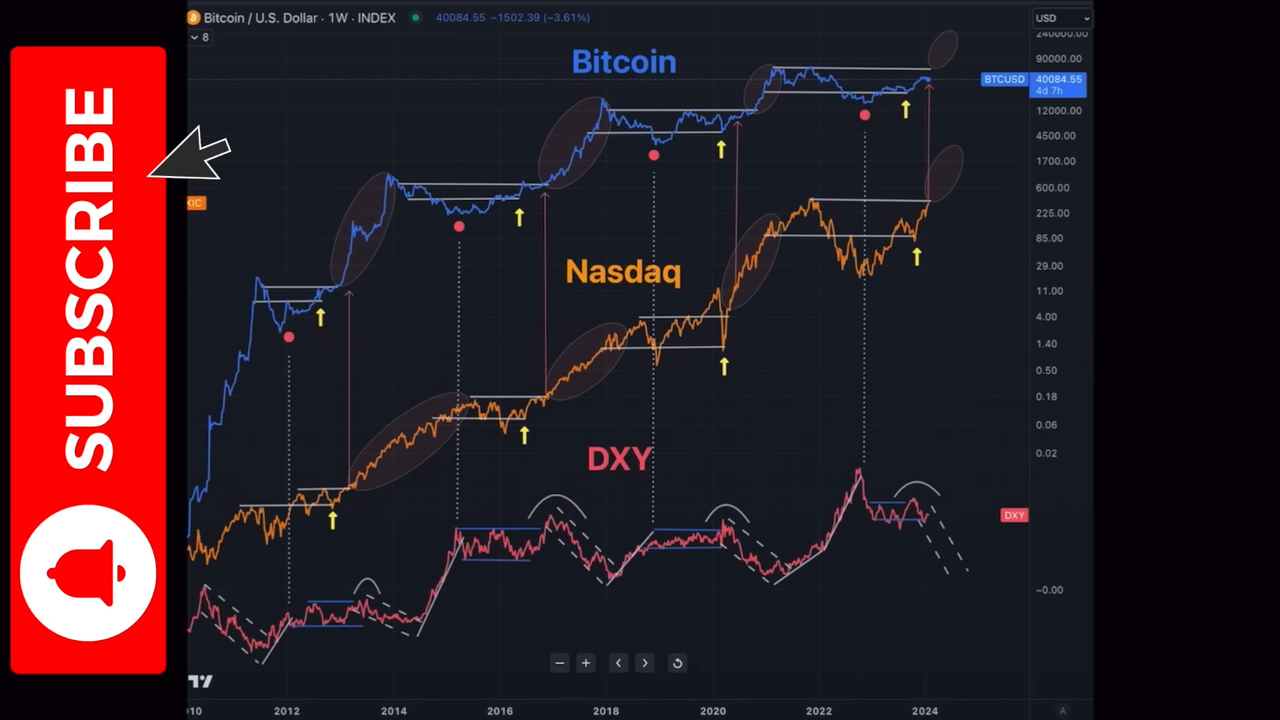 SUBSCRIBE
Bitcoin / U.S. Dollar · 1W · INDEX 40084.55 −1502.39 (−3.61%)
8
USD
240000.00
90000.00
BTCUSD 40084.55
4d 7h
12000.00
4500.00
1700.00
600.00
225.00
85.00
29.00
11.00
4.00
1.40
0.50
0.18
0.06
0.02
−0.00
Bitcoin
XIC
Nasdaq
DXY
DXY
10 2012 2014 2016 2018 2020 2022 2024 A